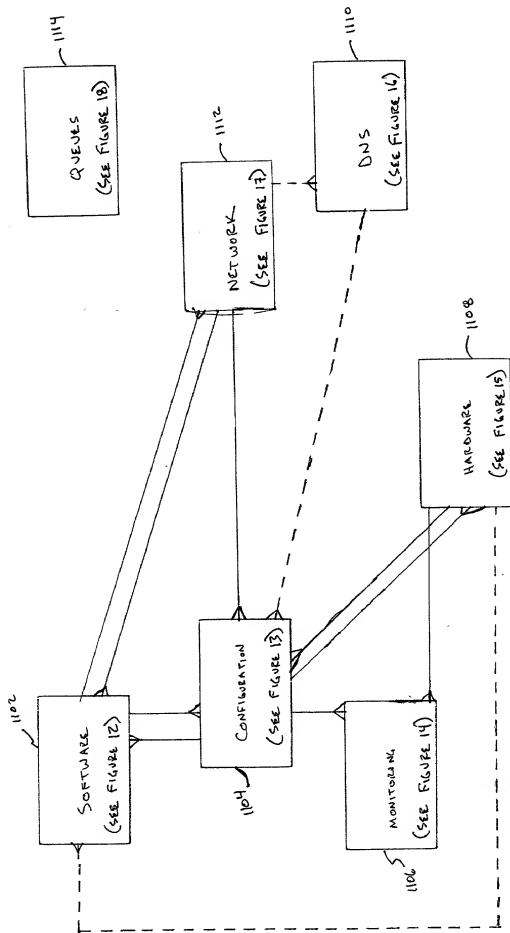 1102
SOFTWARE
(SEE FIGURE 12)
1104
CONFIGURATION
(SEE FIGURE 13)
1106
MONITORING
(SEE FIGURE 14)
1108
HARDWARE
(SEE FIGURE 15)
1110
DNS
(SEE FIGURE 16)
1112
NETWORK
(SEE FIGURE 17)
1114
QUEUES
(SEE FIGURE 18)